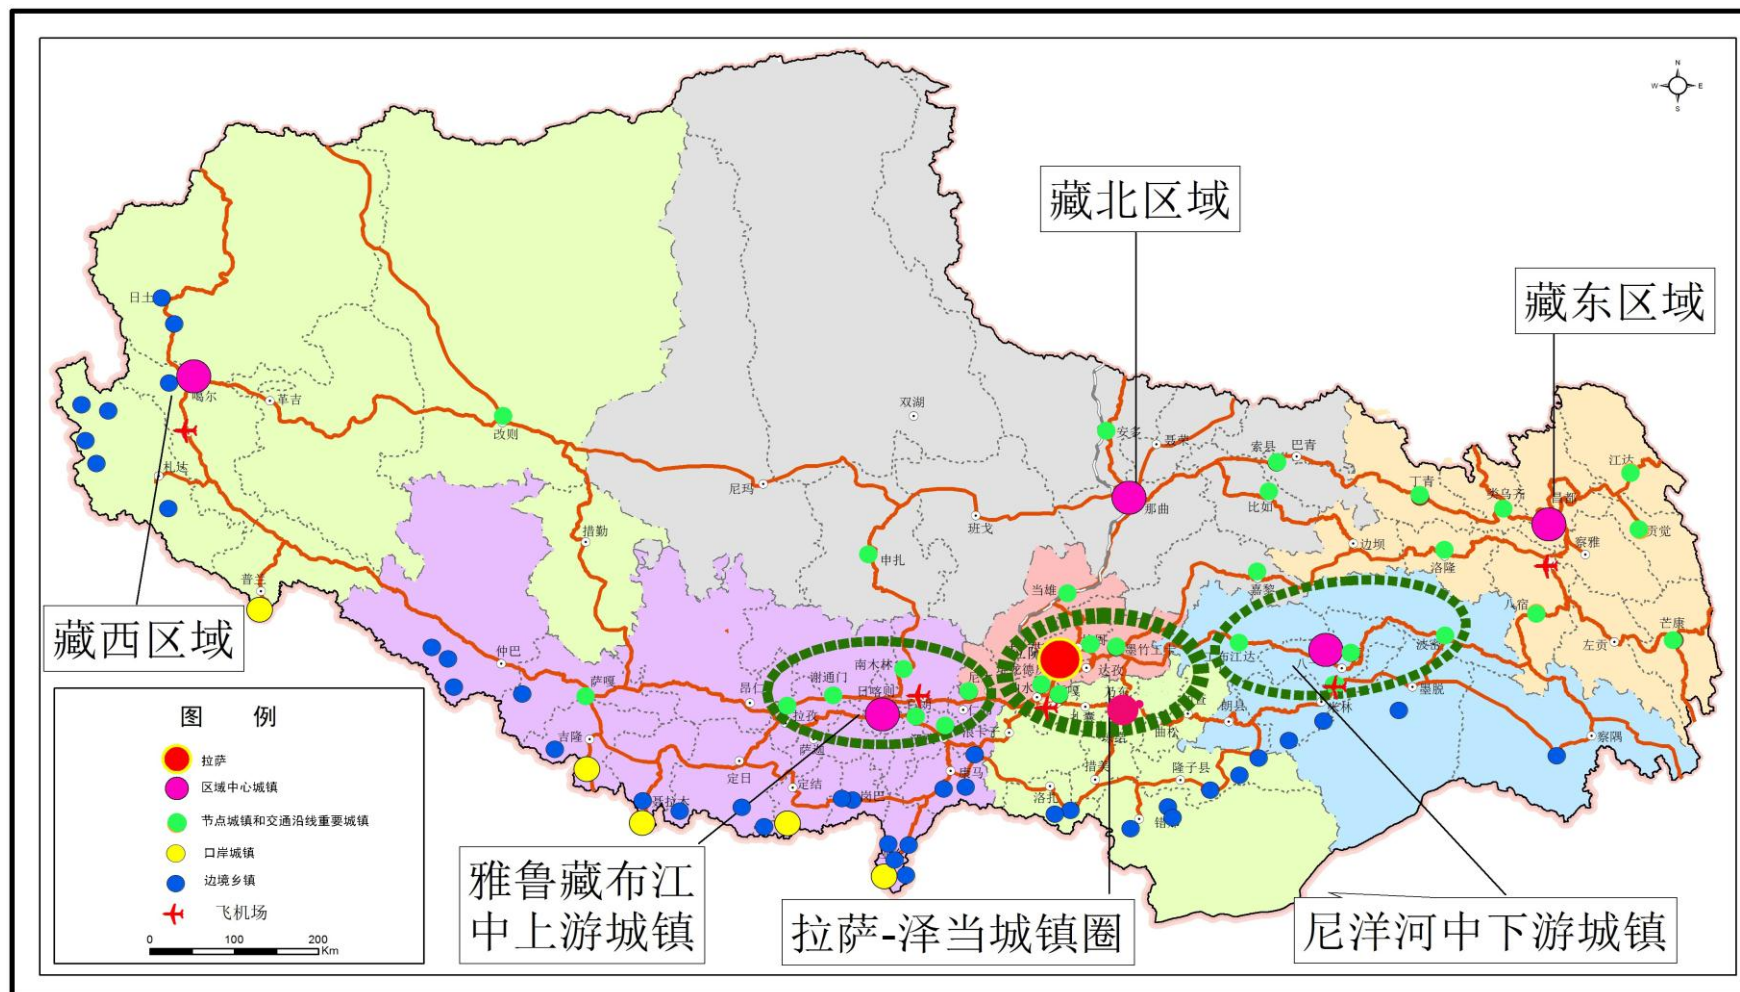 N
W
E
S
藏北区域
藏东区域
日土
噶尔
革吉
札达
改则
双湖
安多
聂荣
索县
巴青
江达
丁青
类乌齐
昌都
尼玛
那曲
比如
班戈
贡觉
措勤
申扎
边坝
察雅
洛隆
普兰
当雄
嘉黎
八宿
芒康
藏西区域
墨竹工卡
布江达
波密
左贡
仲巴
南木林
达孜
谢通门
萨嘎
昂仁
日喀则
墨脱
拉孜
扎囊
朗县
曲松
浪卡子
吉隆
萨迦
察隅
定日
定结
措美
隆子县
岗巴
洛扎
聂拉木
图 例
拉萨
区域中心城镇
节点城镇和交通沿线重要城镇
口岸城镇
边境乡镇
飞机场
0 100 200
Km
雅鲁藏布江
中上游城镇
拉萨-泽当城镇圈
尼洋河中下游城镇